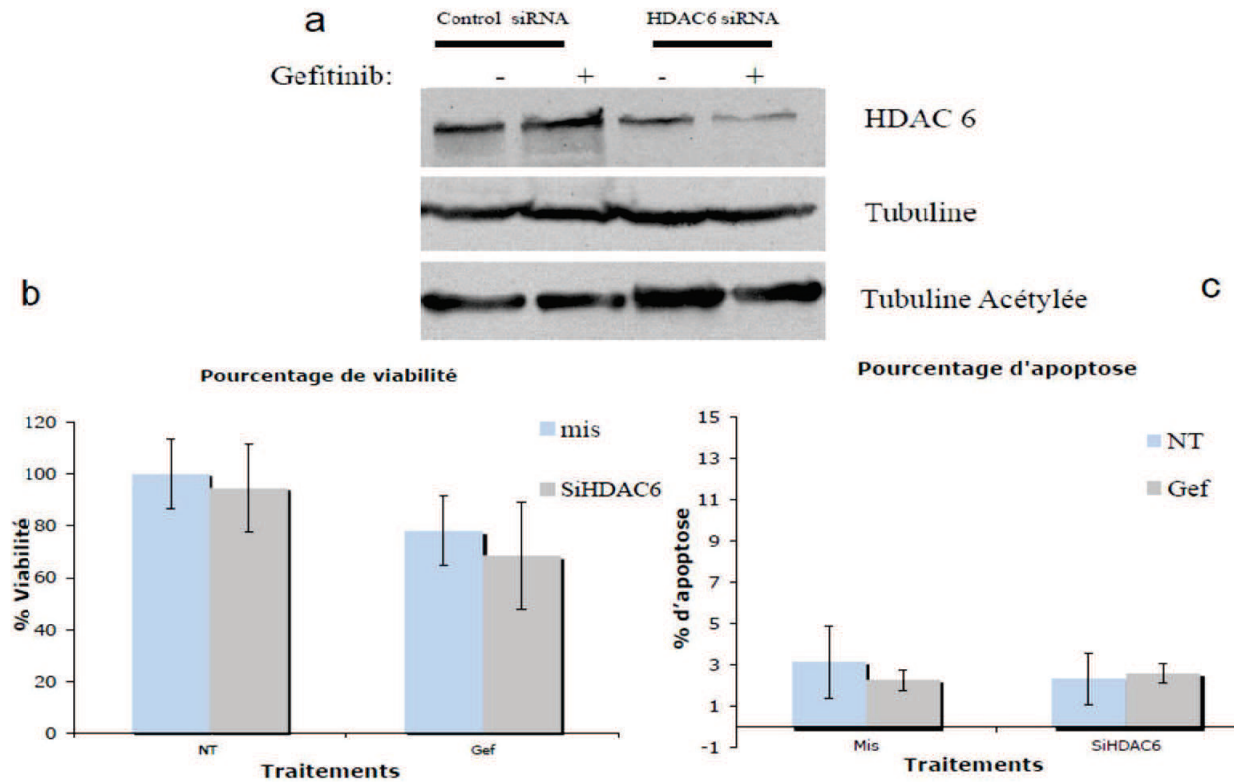 a
Control siRNA
HDAC6 siRNA
Gefitinib:
- + - +
HDAC 6
Tubuline
Tubuline Acétylée
b
Pourcentage de viabilité
120
100
80
60
40
20
0
% Viabilité
mis
SiHDAC6
NT
Gef
Traitements
c
Pourcentage d'apoptose
15
13
11
9
7
5
3
1
-1
% d'apoptose
NT
Gef
Mis
SiHDAC6
Traitements